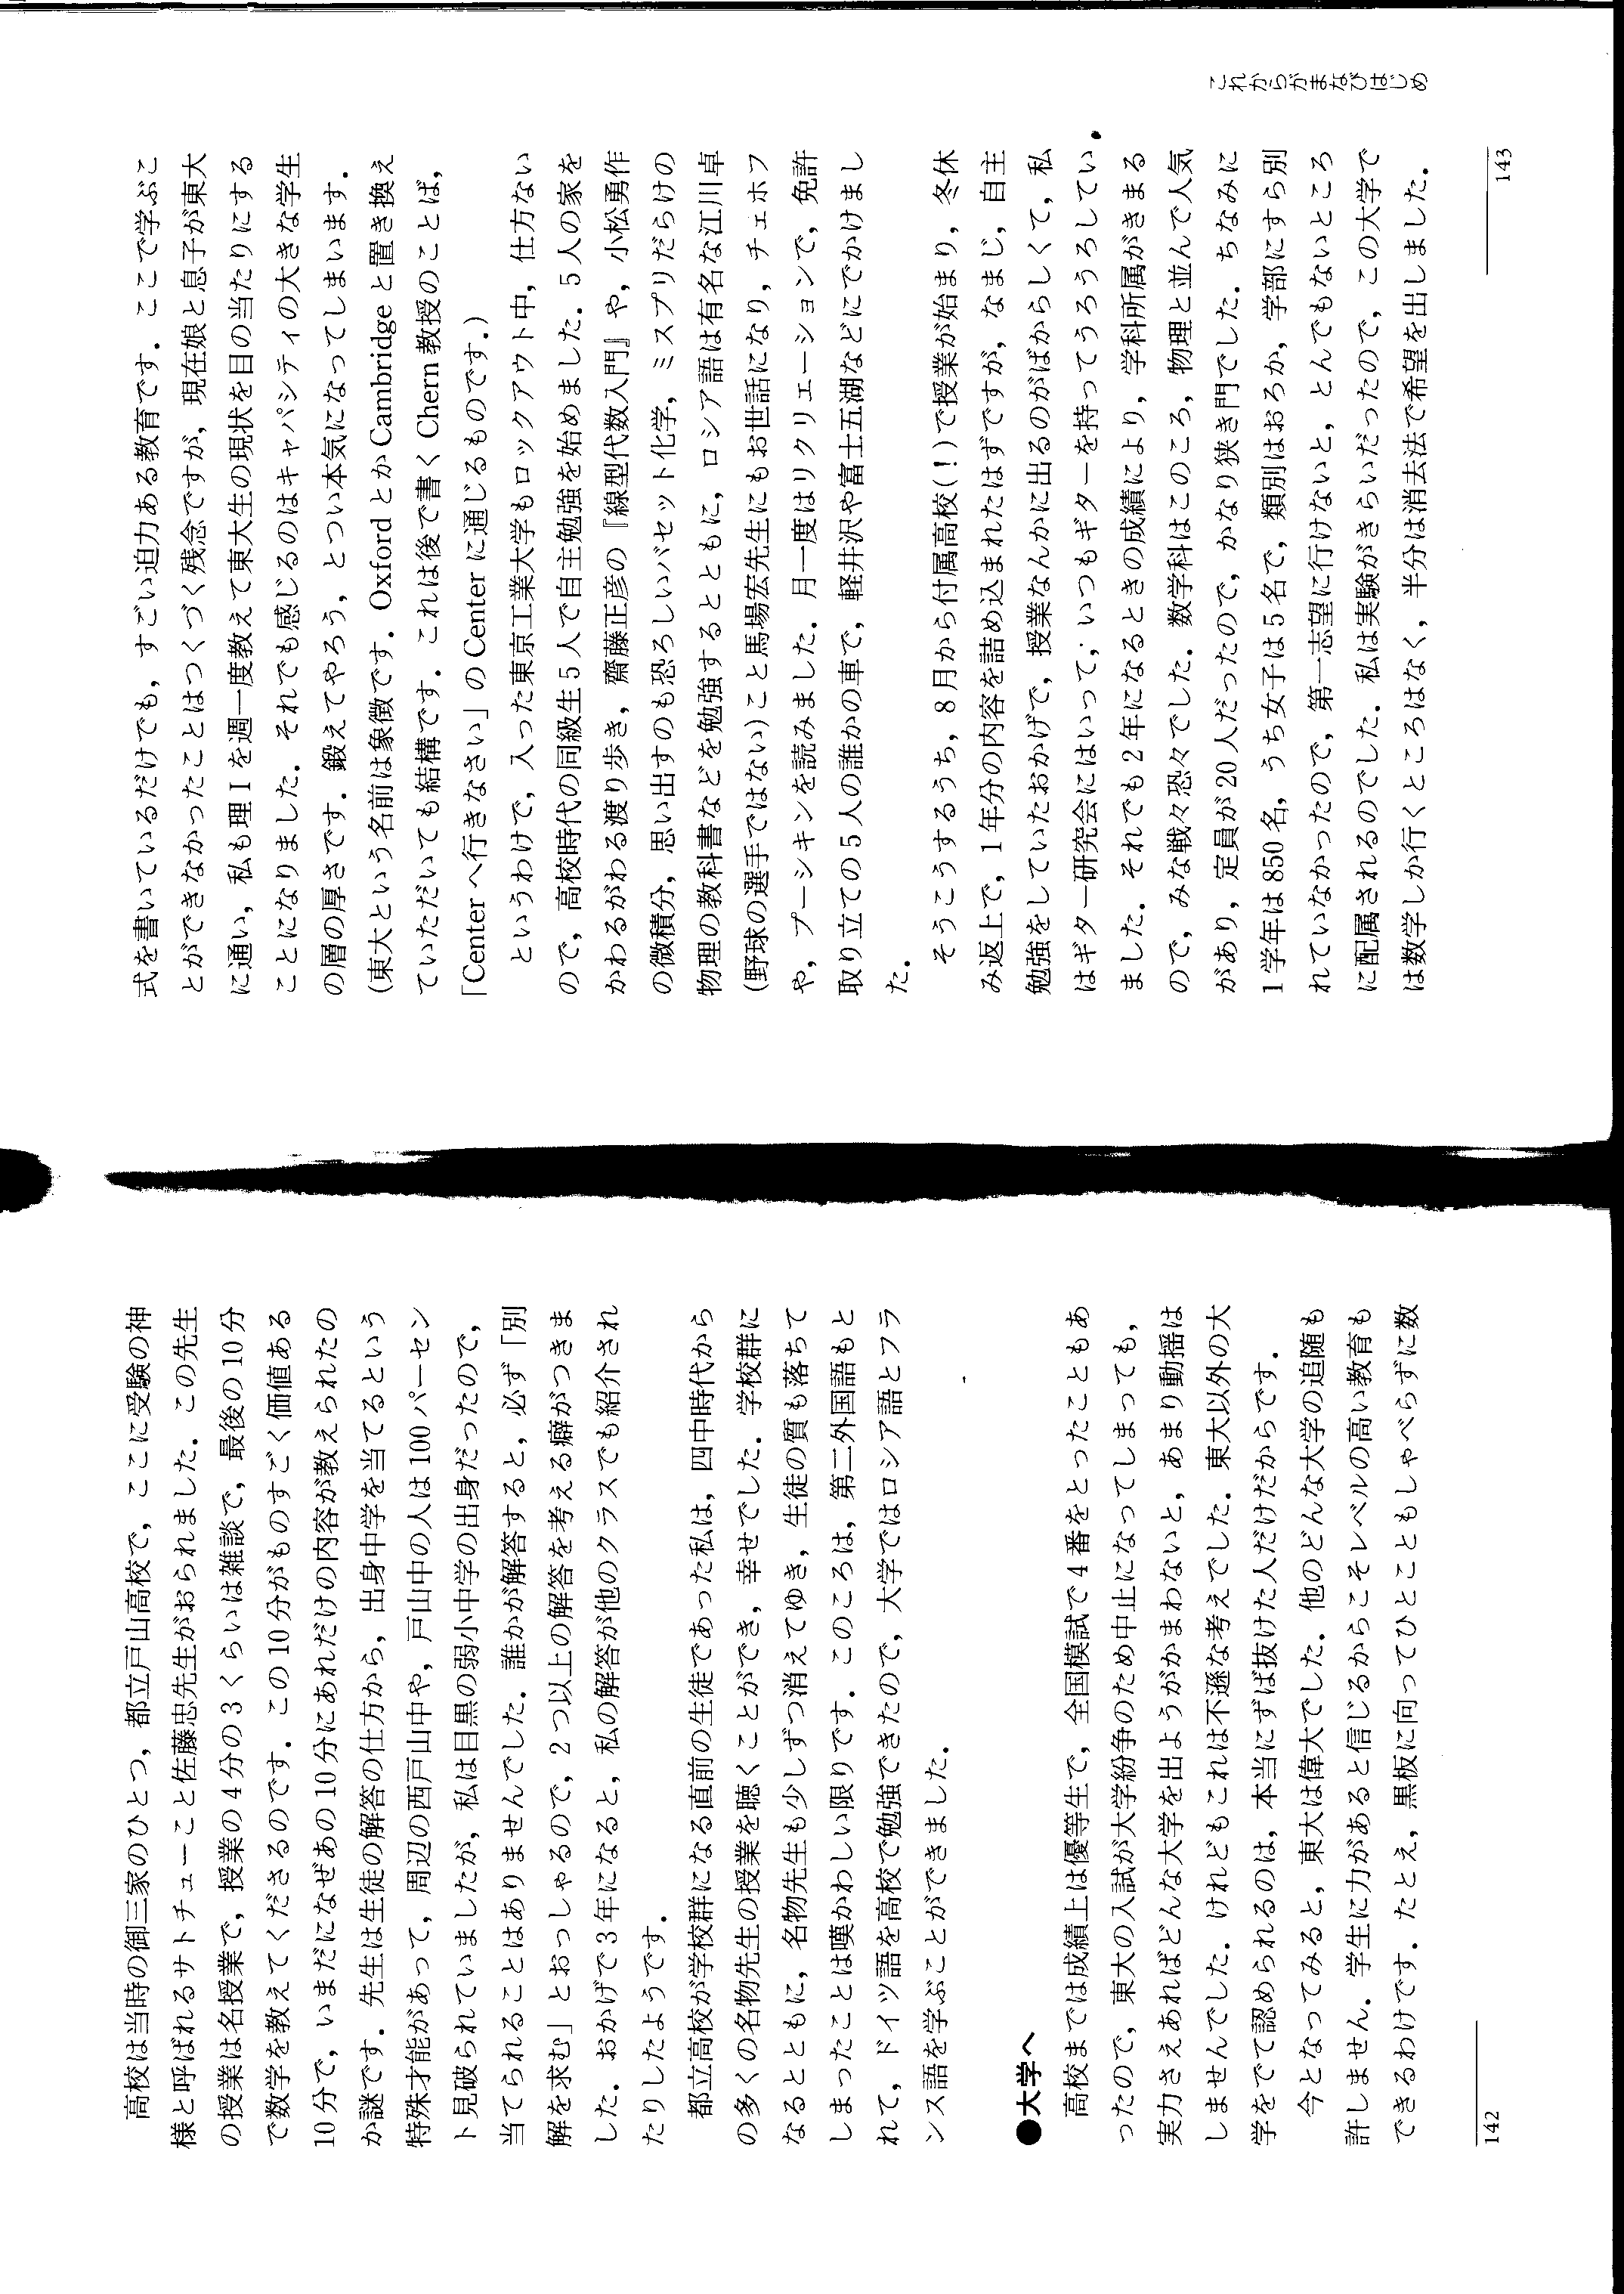 高校は当時の御三家のひとつ，都立戸山高校で，ここに受験の神
様と呼ばれるサトチューこと佐藤忠先生がおられました．この先生
の授業は名授業で，授業の4分の3くらいは雑談で，最後の10分
で数学を教えてくださるのです．この10分がものすごく価値ある
10分で，いまだになぜあの10分にあれだけの内容が教えられたの
か謎です．先生は生徒の解答の仕方から，出身中学を当てるという
特殊才能があって，周辺の西戸山中や，戸山中の人は100パーセン
ト見破られていましたが，私は目黒の弱小中学の出身だったので，
当てられることはありませんでした．誰かが解答すると，必ず「別
解を求む」とおっしゃるので，2つ以上の解答を考える癖がつきま
した．おかげで3年になると，私の解答が他のクラスでも紹介され
たりしたようです．
都立高校が学校群になる直前の生徒であった私は，四中時代から
の多くの名物先生の授業を聴くことができ，幸せでした．学校群に
なるとともに，名物先生も少しずつ消えてゆき，生徒の質も落ちて
しまったことは嘆かわしい限りです．このころは，第二外国語もと
れて，ドイツ語を高校で勉強できたので，大学ではロシア語とフラ
ンス語を学ぶことができました．
●大学へ
高校までは成績上は優等生で，全国模試で4番をとったこともあ
ったので，東大の入試が大学紛争のため中止になってしまっても，
実力さえあればどんな大学を出ようがかまわないと，あまり動揺は
しませんでした．けれどもこれは不遜な考えでした．東大以外の大
学をでて認められるのは，本当にずば抜けた人だけだからです．
今となってみると，東大は偉大でした．他のどんな大学の追随も
許しません．学生に力があると信じるからこそレベルの高い教育も
できるわけです．たとえ，黒板に向ってひとこともしゃべらずに数
142
式を書いているだけでも，すごい迫力ある教育です．ここで学ぶこ
とができなかったことはつくづく残念ですが，現在娘と息子が東大
に通い，私も理Iを週一度教えて東大生の現状を目の当たりにする
ことになりました．それでも感じるのはキャパシティの大きな学生
の層の厚さです．鍛えてやろう，とつい本気になってしまいます．
(東大という名前は象徴です．OxfordとかCambridgeと置き換え
ていただいても結構です．これは後で書くChern教授のことば，
「Centerへ行きなさい」のCenterに通じるものです．)
というわけで，入った東京工業大学もロックアウト中，仕方ない
ので，高校時代の同級生5人で自主勉強を始めました．5人の家を
かわるがわる渡り歩き，齋藤正彦の『線型代数入門』や，小松勇作
の微積分，思い出すのも恐ろしいバセット化学，ミスプリだらけの
物理の教科書などを勉強するとともに，ロシア語は有名な江川卓
(野球の選手ではない)こと馬場宏先生にもお世話になり，チェホフ
や，プーシキンを読みました．月一度はリクリェーションで，免許
取り立ての5人の誰かの車で，軽井沢や富士五湖などにでかけまし
た．
そうこうするうち，8月から付属高校(！)で授業が始まり，冬休
み返上で，1年分の内容を詰め込まれたはずですが，なまじ，自主
勉強をしていたおかげで，授業なんかに出るのがばからしくて，私
はギター研究会にはいって，いつもギターを持ってうろうろしてい
ました．それでも2年になるときの成績により，学科所属がきまる
ので，みな戦々恐々でした．数学科はこのころ，物理と並んで人気
があり，定員が20人だったので，かなり狭き門でした．ちなみに
1学年は850名，うち女子は5名で，類別はおろか，学部にすら別
れていなかったので，第一志望に行けないと，とんでもないところ
に配属されるのでした．私は実験がきらいだったので，この大学で
は数学しか行くところはなく，半分は消去法で希望を出しました．
これからがまなびはじめ
143